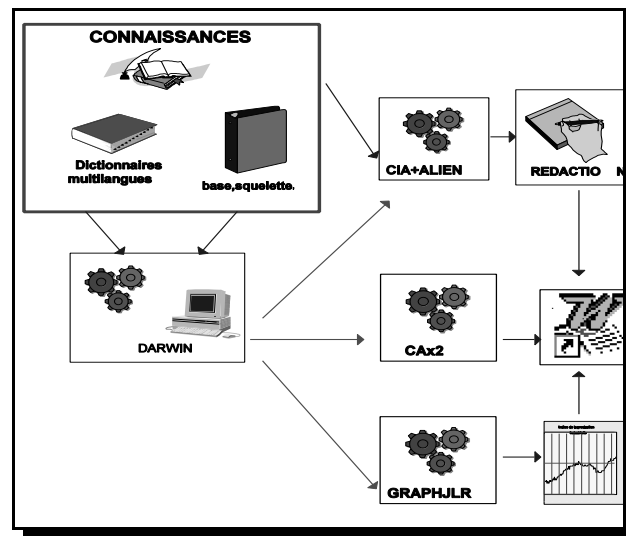 CONNAISSANCES
Dictionnaires
multilangues
base,squelette.
CIA+ALIEN
REDACTIO N
DARWIN
CAx2
GRAPHJLR